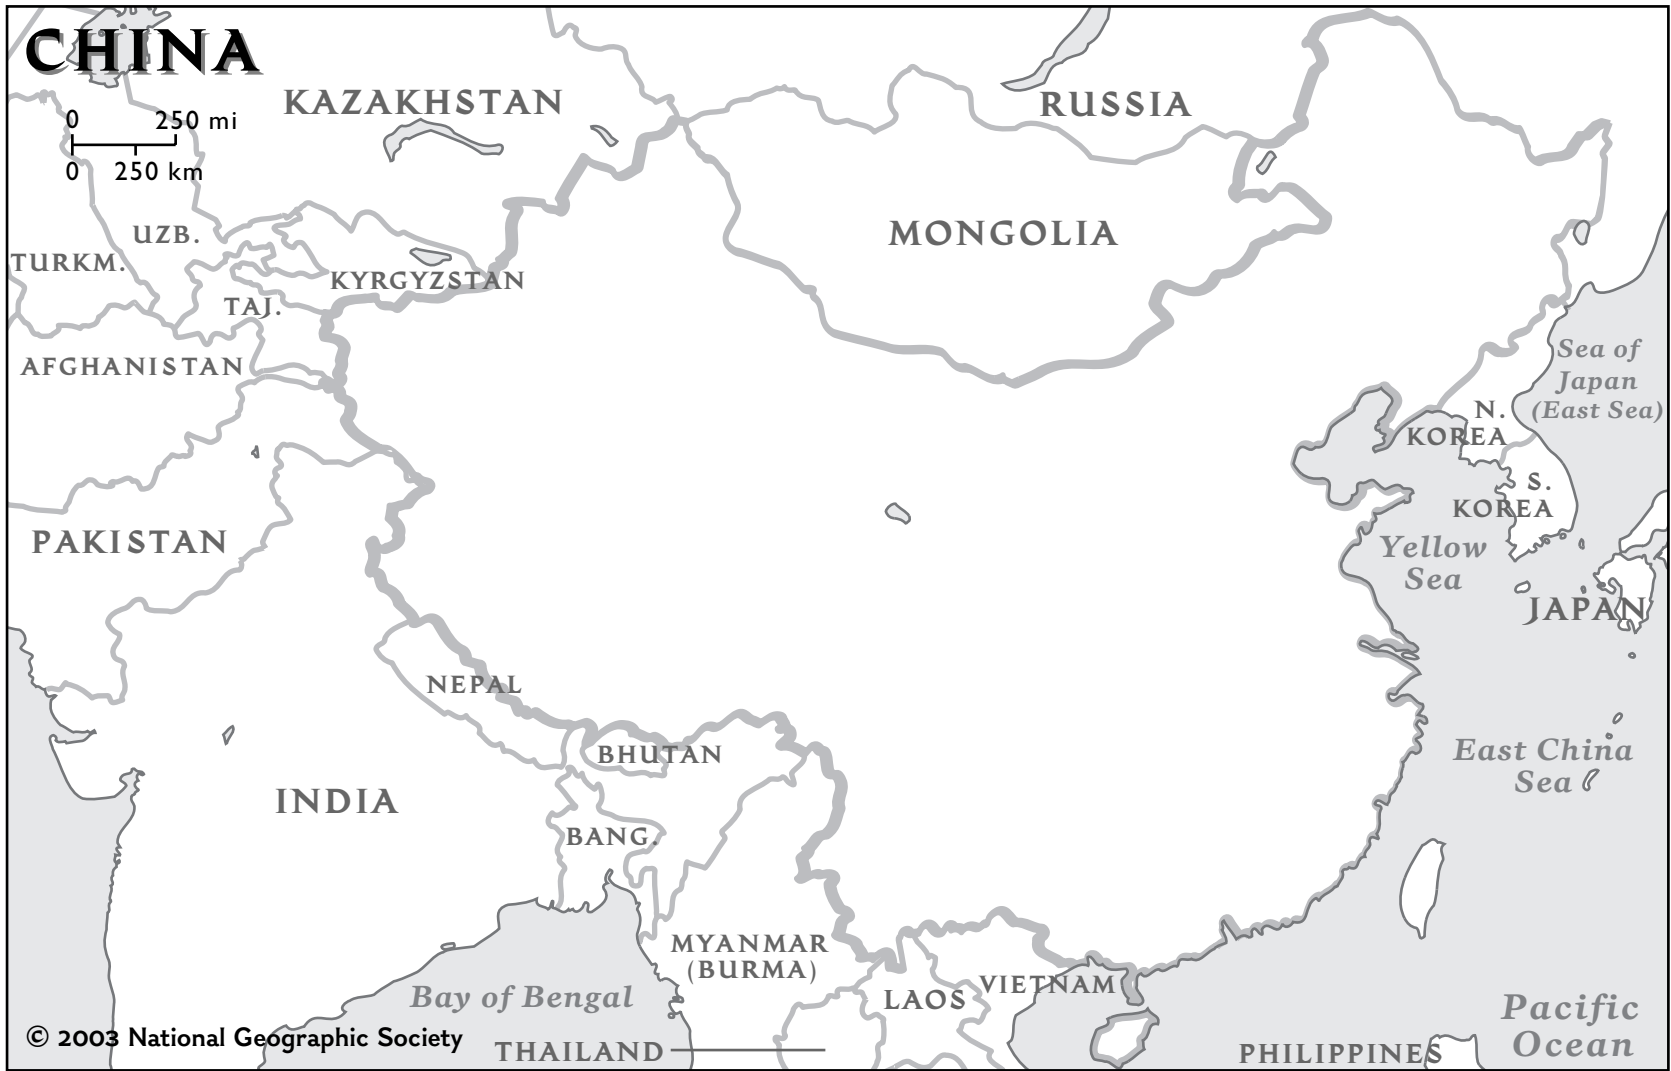 CHINA
0 250 mi
0 250 km
KAZAKHSTAN
RUSSIA
MONGOLIA
UZB.
TURKM.
KYRGYZSTAN
TAJ.
AFGHANISTAN
PAKISTAN
Sea of
Japan
(East Sea)
N.
KOREA
S.
KOREA
Yellow
Sea
JAPAN
NEPAL
BHUTAN
INDIA
BANG.
East China
Sea
MYANMAR
(BURMA)
LAOS
VIETNAM
Bay of Bengal
THAILAND
PHILIPPINES
Pacific
Ocean
© 2003 National Geographic Society